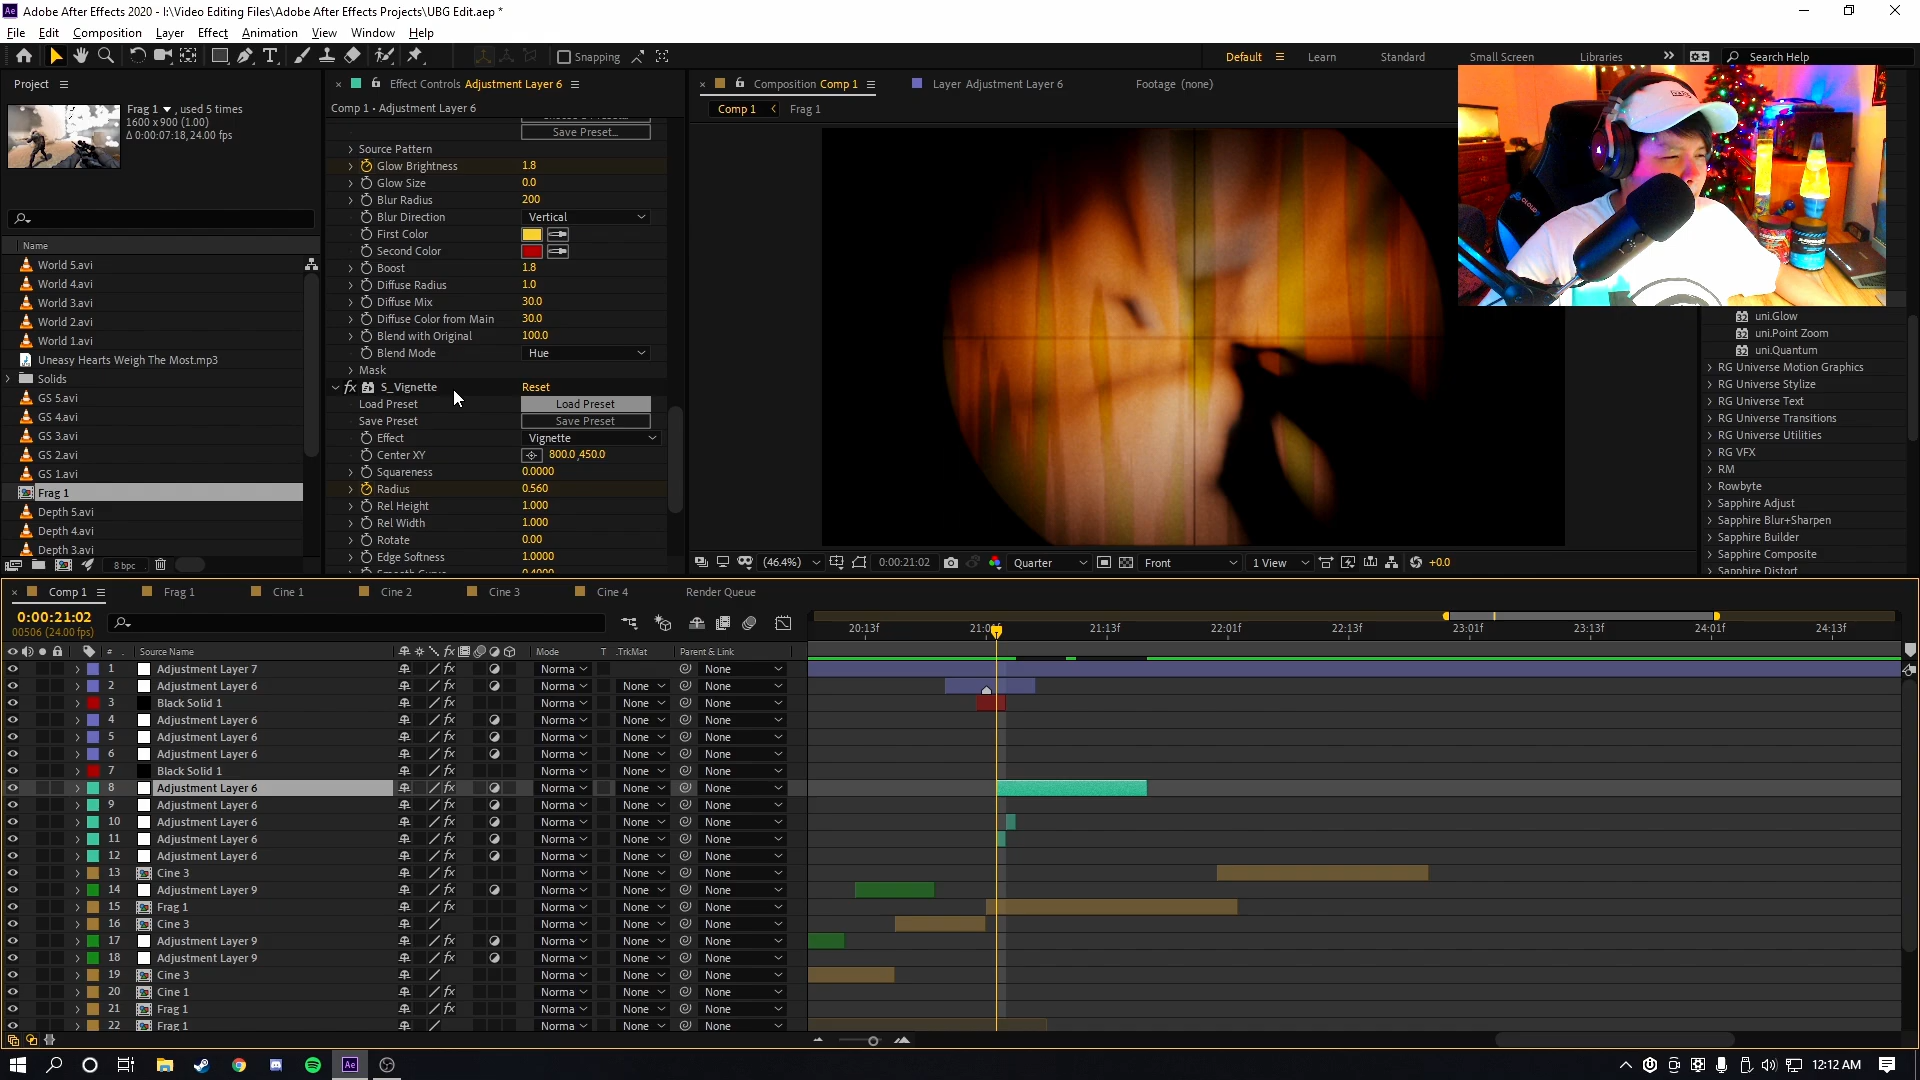 Adobe After Effects 2020 - I:\Video Editing Files\Adobe After Effects Projects\UBG Edit.aep *
File Edit Composition Layer Effect Animation View Window Help
Snapping Default Learn Standard Small Screen Libraries Search Help
Project
Frag 1 , used 5 times
1600 x 900 (1.00)
Δ 0:00:07:18, 24.00 fps
Name
World 5.avi
World 4.avi
World 3.avi
World 2.avi
World 1.avi
Uneasy Hearts Weigh The Most.mp3
Solids
GS 5.avi
GS 4.avi
GS 3.avi
GS 2.avi
GS 1.avi
Frag 1
Depth 5.avi
Depth 4.avi
Depth 3.avi
8 bpc
Effect Controls Adjustment Layer 6
Comp 1 • Adjustment Layer 6
Save Preset...
Source Pattern
Glow Brightness 1.8
Glow Size 0.0
Blur Radius 200
Blur Direction Vertical
First Color
Second Color
Boost 1.8
Diffuse Radius 1.0
Diffuse Mix 30.0
Diffuse Color from Main 30.0
Blend with Original 100.0
Blend Mode Hue
Mask
fx S_Vignette Reset
Load Preset Load Preset
Save Preset Save Preset
Effect Vignette
Center XY 800.0,450.0
Squareness 0.0000
Radius 0.560
Rel Height 1.000
Rel Width 1.000
Rotate 0.00
Edge Softness 1.0000
Composition Comp 1 Layer Adjustment Layer 6 Footage (none)
Comp 1 Frag 1
(46.4%) 0:00:21:02 Quarter Front 1 View +0.0
uni.Glow
uni.Point Zoom
uni.Quantum
RG Universe Motion Graphics
RG Universe Stylize
RG Universe Text
RG Universe Transitions
RG Universe Utilities
RG VFX
RM
Rowbyte
Sapphire Adjust
Sapphire Blur+Sharpen
Sapphire Builder
Sapphire Composite
Sapphire Distort
Comp 1 Frag 1 Cine 1 Cine 2 Cine 3 Cine 4 Render Queue
0:00:21:02
00506 (24.00 fps)
20:13f 21:13f 22:01f 22:13f 23:01f 23:13f 24:01f 24:13f
# Source Name fx Mode T .TrkMat Parent & Link
1 Adjustment Layer 7 fx Norma None
2 Adjustment Layer 6 fx Norma None None
3 Black Solid 1 fx Norma None None
4 Adjustment Layer 6 fx Norma None None
5 Adjustment Layer 6 fx Norma None None
6 Adjustment Layer 6 fx Norma None None
7 Black Solid 1 fx Norma None None
8 Adjustment Layer 6 fx Norma None None
9 Adjustment Layer 6 fx Norma None None
10 Adjustment Layer 6 fx Norma None None
11 Adjustment Layer 6 fx Norma None None
12 Adjustment Layer 6 fx Norma None None
13 Cine 3 fx Norma None None
14 Adjustment Layer 9 fx Norma None None
15 Frag 1 fx Norma None None
16 Cine 3 Norma None None
17 Adjustment Layer 9 fx Norma None None
18 Adjustment Layer 9 fx Norma None None
19 Cine 3 Norma None None
20 Cine 1 fx Norma None None
21 Frag 1 fx Norma None None
22 Frag 1 Norma None None
12:12 AM